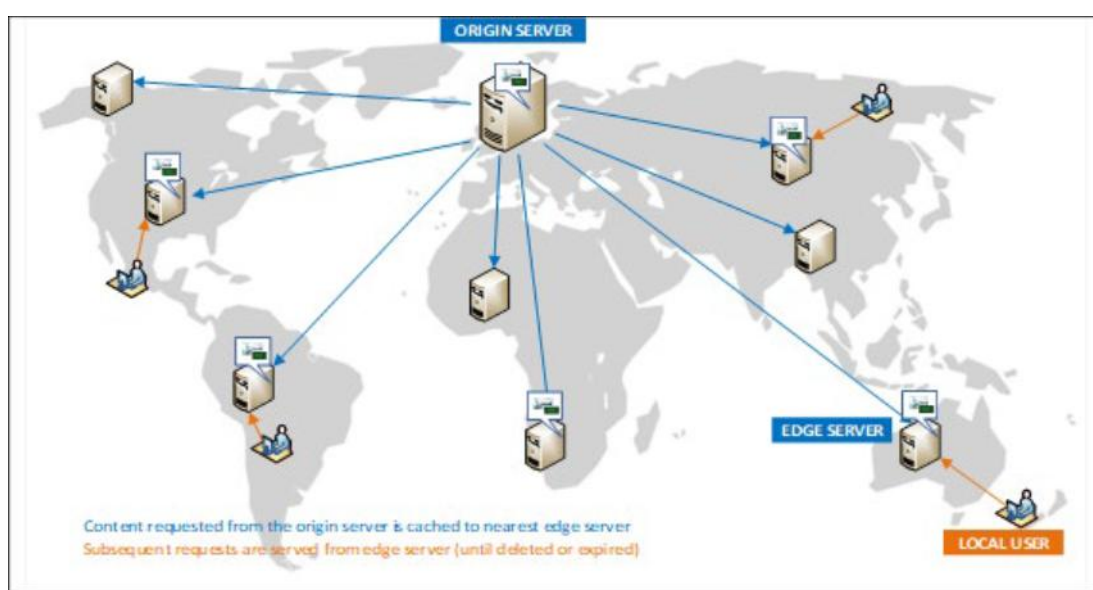 ORIGIN SERVER
EDGE SERVER
Content requested from the origin server is cached to nearest edge server
Subsequent requests are served from edge server (until deleted or expired)
LOCAL USER